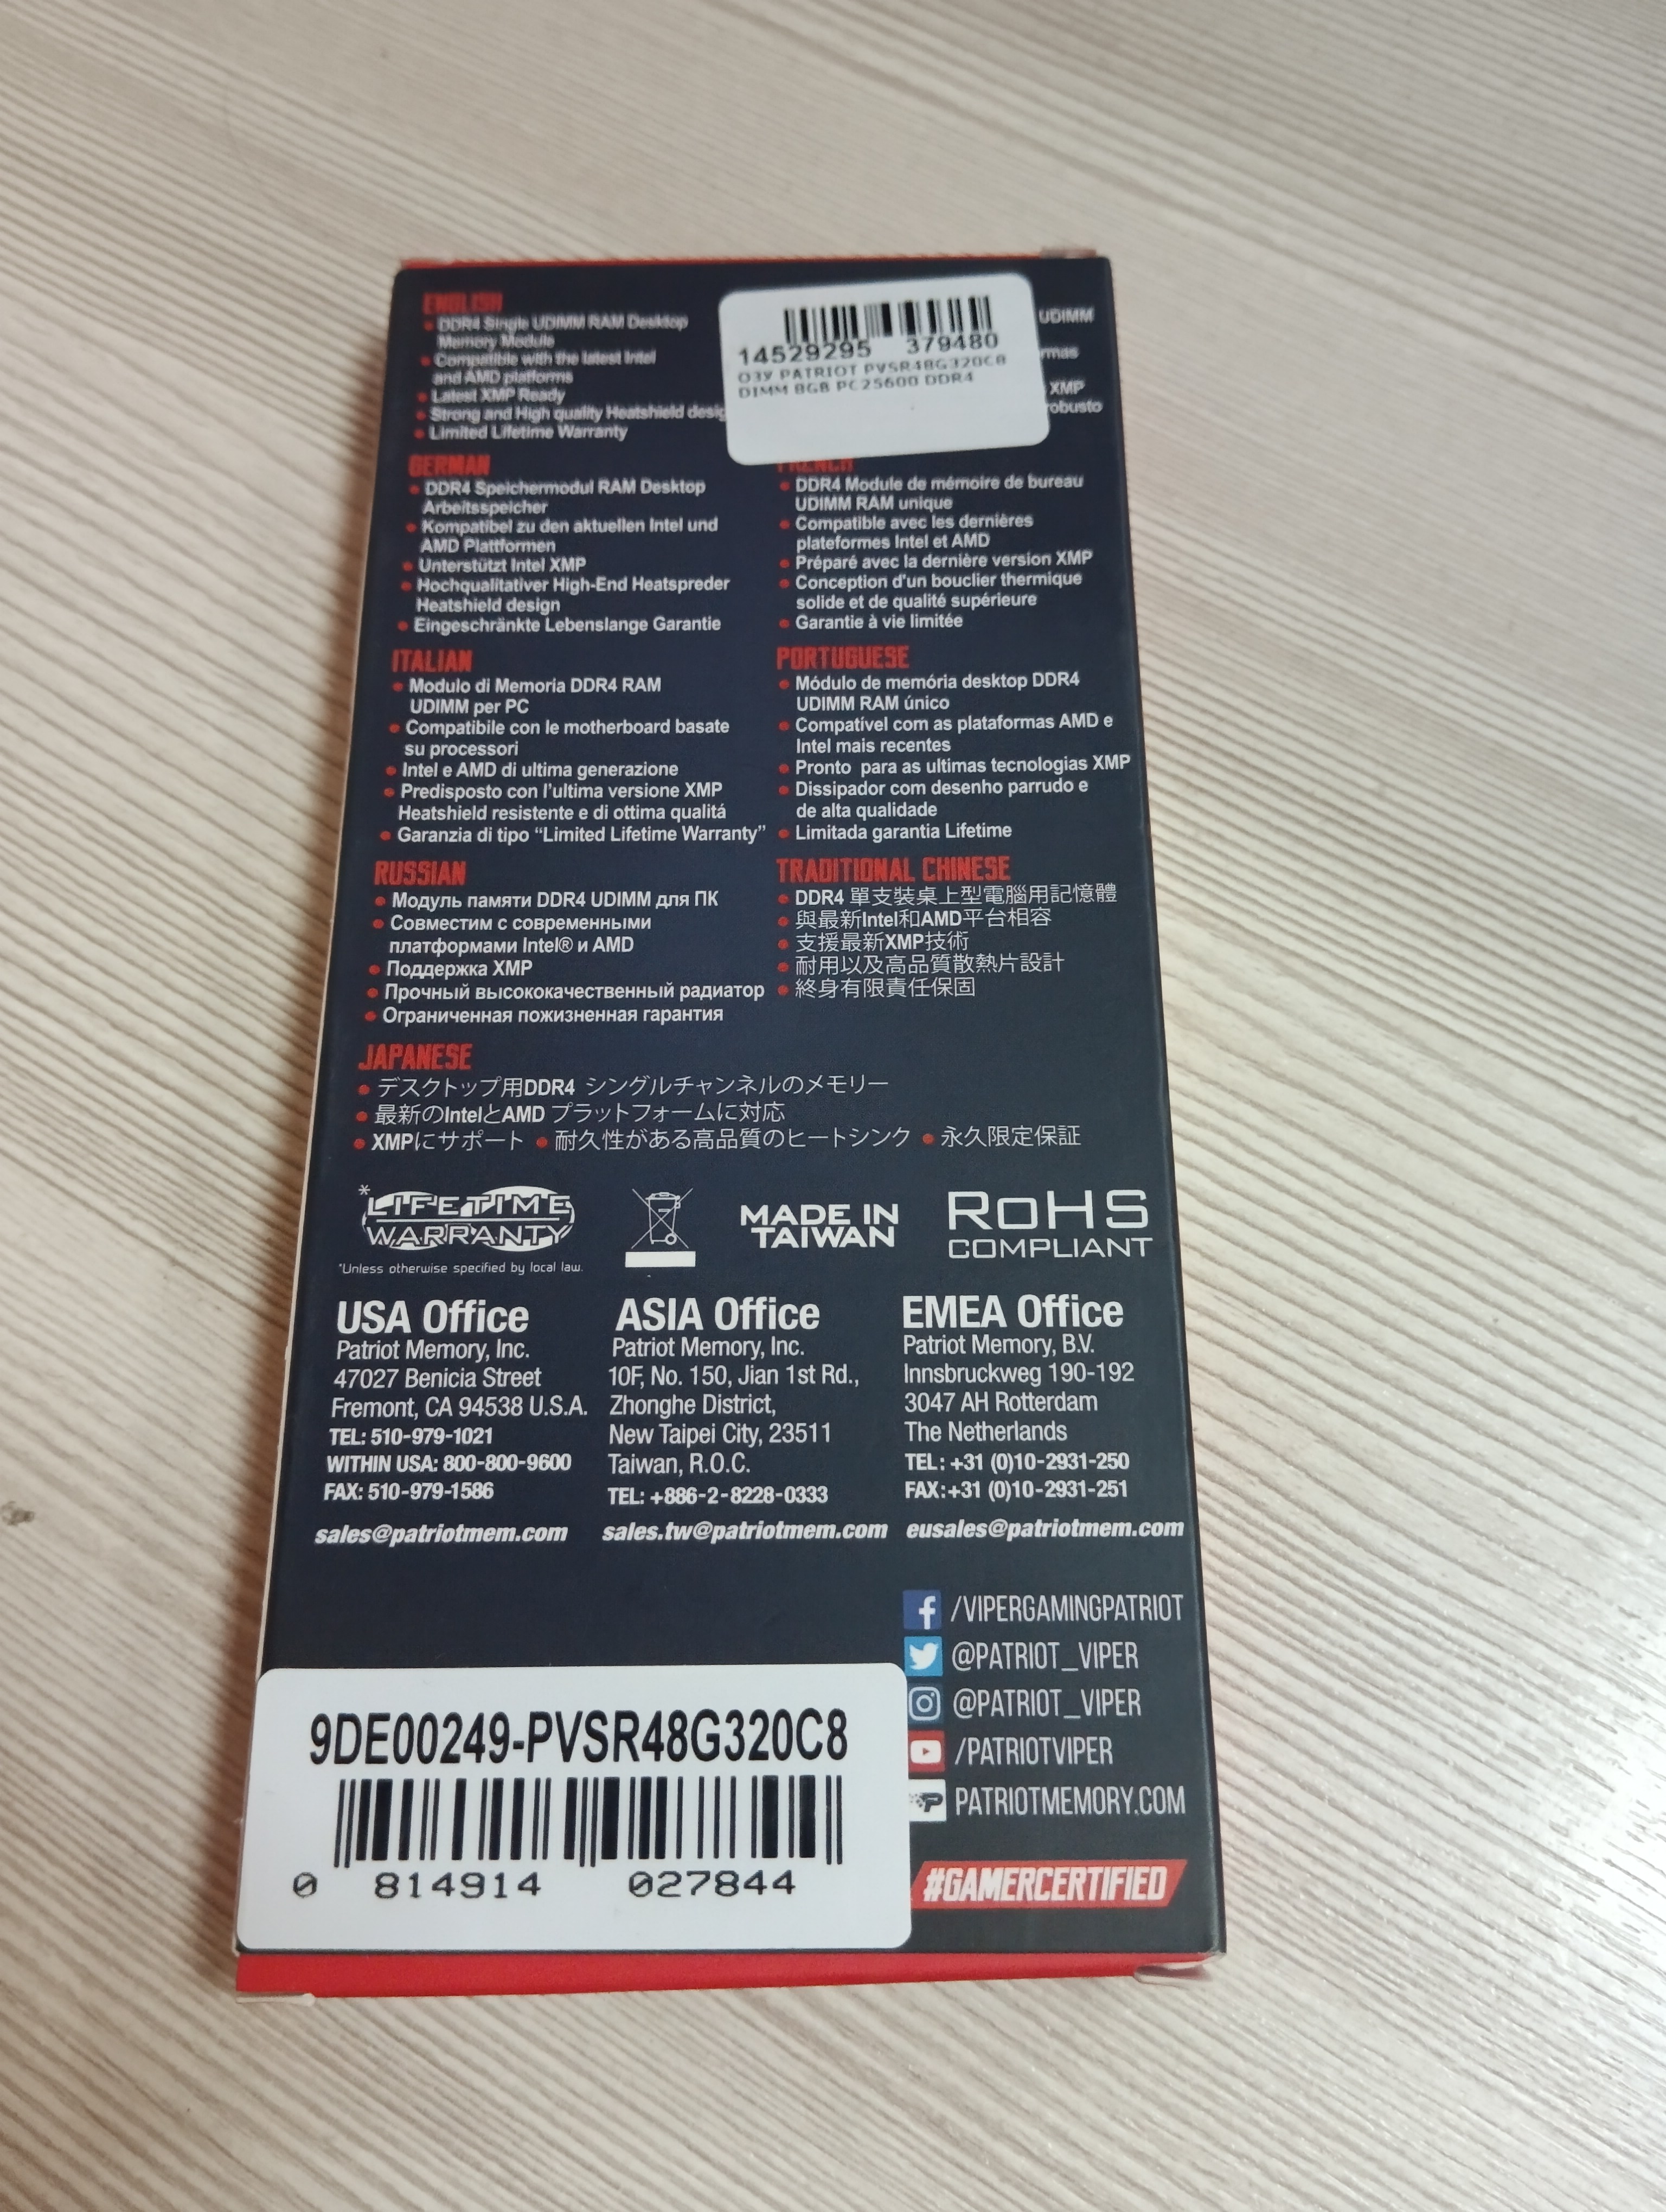 ENGLISH
• DDR4 Single UDIMM RAM Desktop
Memory Module
• Compatible with the latest Intel
and AMD platforms
• Latest XMP Ready
• Strong and High quality Heatshield desig
• Limited Lifetime Warranty
14529295 379480
ОЗУ PATRIOT PVSR48G320C8
DIMM 8GB PC25600 DDR4
UDIMM
rmas
XMP
robusto
GERMAN
• DDR4 Speichermodul RAM Desktop
Arbeitsspeicher
• Kompatibel zu den aktuellen Intel und
AMD Plattformen
• Unterstützt Intel XMP
• Hochqualitativer High-End Heatspreder
Heatshield design
• Eingeschränkte Lebenslange Garantie
FRENCH
• DDR4 Module de mémoire de bureau
UDIMM RAM unique
• Compatible avec les dernières
plateformes Intel et AMD
• Préparé avec la dernière version XMP
• Conception d'un bouclier thermique
solide et de qualité supérieure
• Garantie à vie limitée
ITALIAN
• Modulo di Memoria DDR4 RAM
UDIMM per PC
• Compatibile con le motherboard basate
su processori
• Intel e AMD di ultima generazione
• Predisposto con l'ultima versione XMP
Heatshield resistente e di ottima qualitá
• Garanzia di tipo “Limited Lifetime Warranty”
PORTUGUESE
• Módulo de memória desktop DDR4
UDIMM RAM único
• Compatível com as plataformas AMD e
Intel mais recentes
• Pronto para as ultimas tecnologias XMP
• Dissipador com desenho parrudo e
de alta qualidade
• Limitada garantia Lifetime
RUSSIAN
• Модуль памяти DDR4 UDIMM для ПК
• Совместим с современными
платформами Intel® и AMD
• Поддержка XMP
• Прочный высококачественный радиатор
• Ограниченная пожизненная гарантия
TRADITIONAL CHINESE
• DDR4 單支裝桌上型電腦用記憶體
• 與最新Intel和AMD平台相容
• 支援最新XMP技術
• 耐用以及高品質散熱片設計
• 終身有限責任保固
JAPANESE
• デスクトップ用DDR4 シングルチャンネルのメモリー
• 最新のIntelとAMD プラットフォームに対応
• XMPにサポート • 耐久性がある高品質のヒートシンク • 永久限定保証
*LIFETIME
WARRANTY
*Unless otherwise specified by local law.
MADE IN
TAIWAN
RoHS
COMPLIANT
USA Office
Patriot Memory, Inc.
47027 Benicia Street
Fremont, CA 94538 U.S.A.
TEL: 510-979-1021
WITHIN USA: 800-800-9600
FAX: 510-979-1586
sales@patriotmem.com
ASIA Office
Patriot Memory, Inc.
10F, No. 150, Jian 1st Rd.,
Zhonghe District,
New Taipei City, 23511
Taiwan, R.O.C.
TEL: +886-2-8228-0333
sales.tw@patriotmem.com
EMEA Office
Patriot Memory, B.V.
Innsbruckweg 190-192
3047 AH Rotterdam
The Netherlands
TEL: +31 (0)10-2931-250
FAX:+31 (0)10-2931-251
eusales@patriotmem.com
/VIPERGAMINGPATRIOT
@PATRIOT_VIPER
@PATRIOT_VIPER
/PATRIOTVIPER
PATRIOTMEMORY.COM
#GAMERCERTIFIED
9DE00249-PVSR48G320C8
0 814914 027844